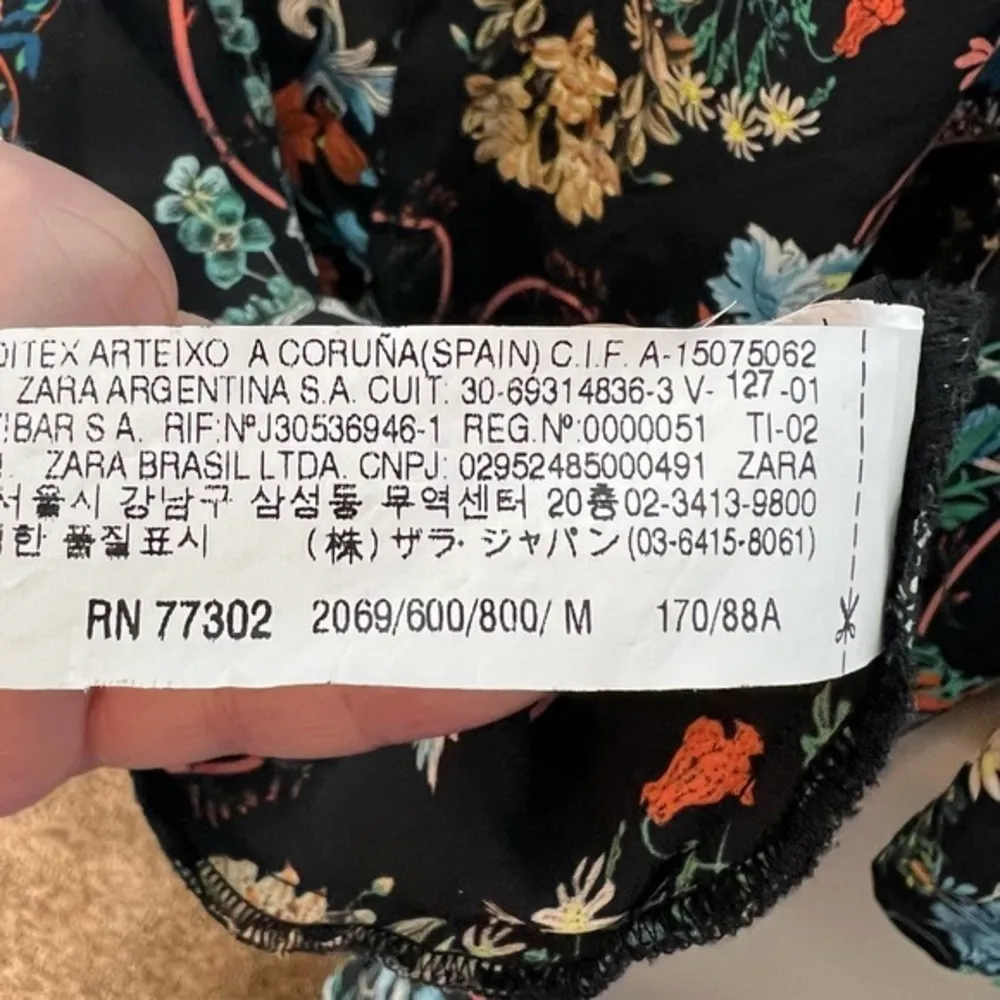 DITEX ARTEIXO A CORUÑA(SPAIN) C.I.F. A-15075062
ZARA ARGENTINA S.A. CUIT: 30-69314836-3 V- 127 -01
BAR S A. RIF:NºJ30536946-1 REG.Nº:0000051 TI-02
ZARA BRASIL LTDA. CNPJ: 02952485000491 ZARA
서울시 강남구 삼성동 무역센터 20층 02-3413-9800
한 품질표시 (株)ザラ・ジャパン(03-6415-8061)
RN 77302 2069/600/800/ M 170/88A